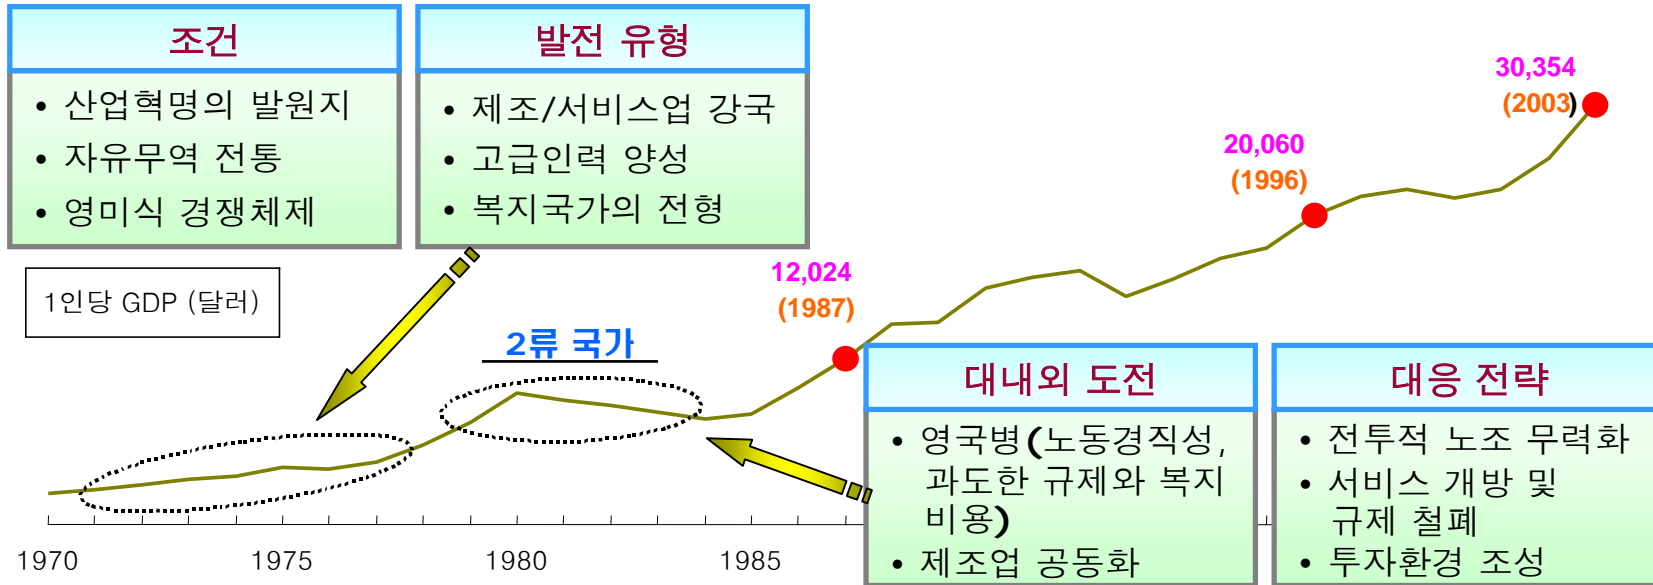 조건
• 산업혁명의 발원지
• 자유무역 전통
• 영미식 경쟁체제
발전 유형
• 제조/서비스업 강국
• 고급인력 양성
• 복지국가의 전형
30,354
(2003)
20,060
(1996)
12,024
(1987)
1인당 GDP (달러)
2류 국가
대내외 도전
• 영국병(노동경직성,
과도한 규제와 복지
비용)
• 제조업 공동화
대응 전략
• 전투적 노조 무력화
• 서비스 개방 및
규제 철폐
• 투자환경 조성
1970 1975 1980 1985